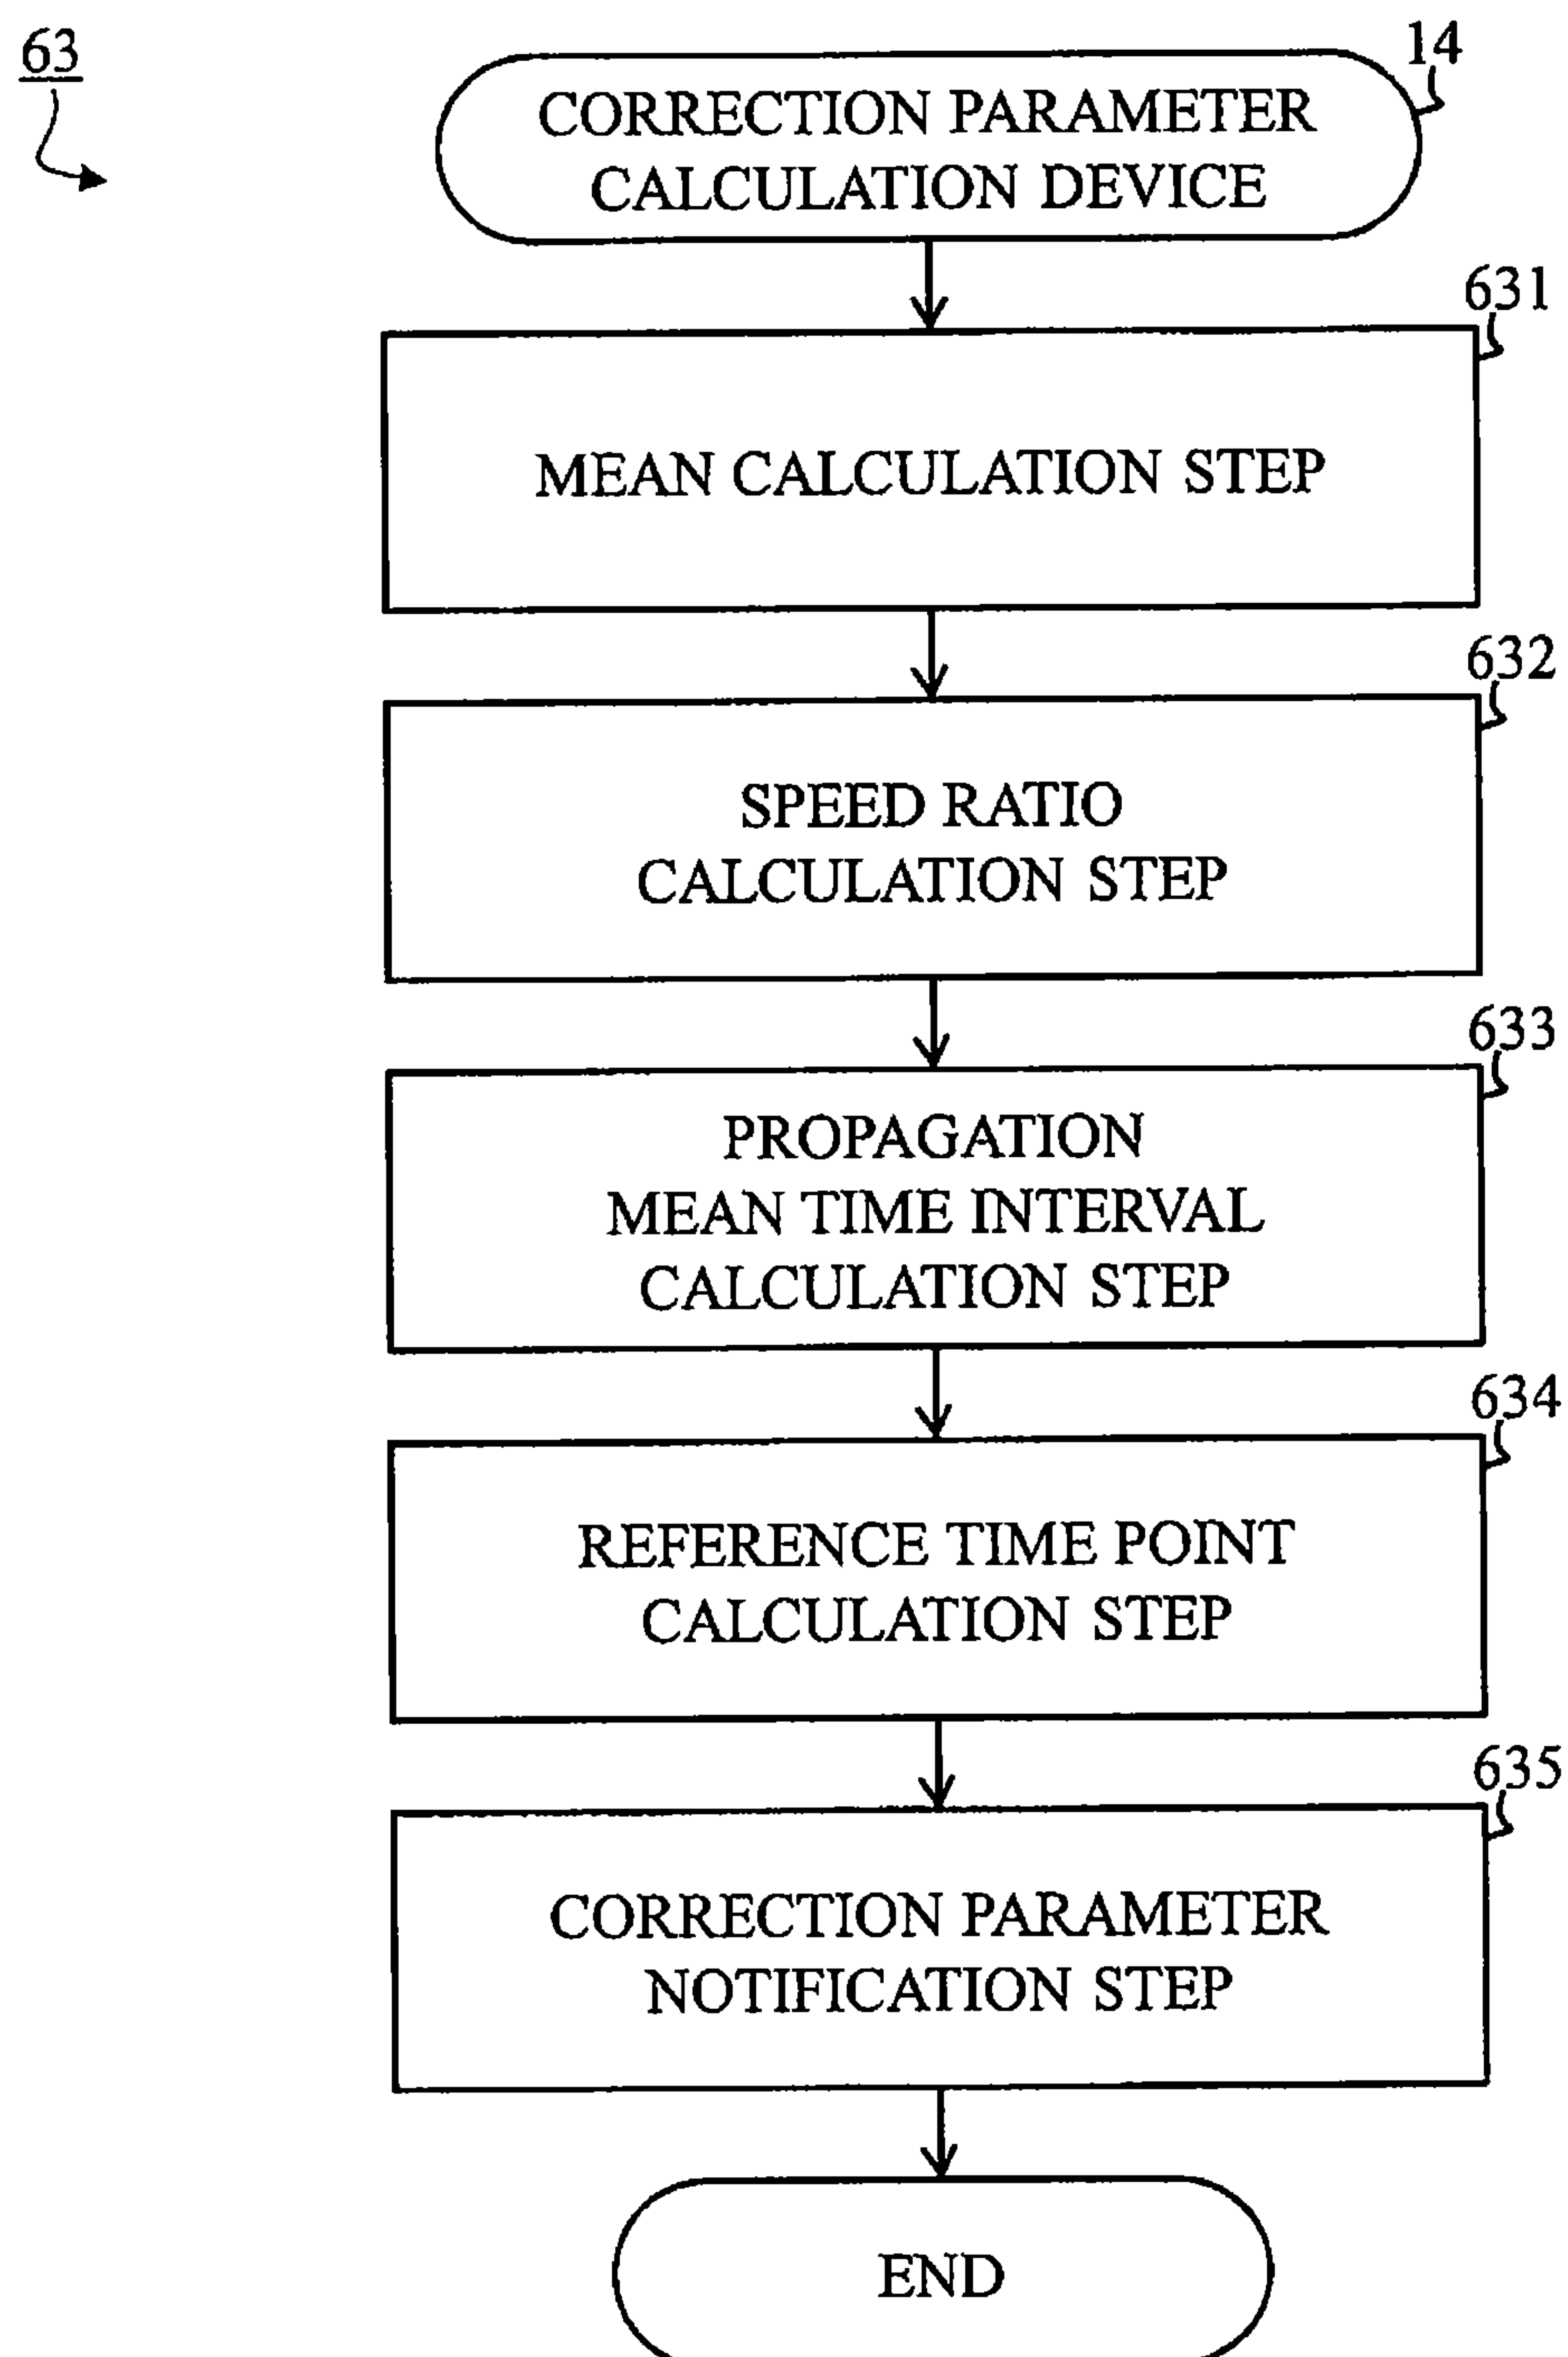 63
14
CORRECTION PARAMETER
CALCULATION DEVICE
631
MEAN CALCULATION STEP
632
SPEED RATIO
CALCULATION STEP
633
PROPAGATION
MEAN TIME INTERVAL
CALCULATION STEP
634
REFERENCE TIME POINT
CALCULATION STEP
635
CORRECTION PARAMETER
NOTIFICATION STEP
END